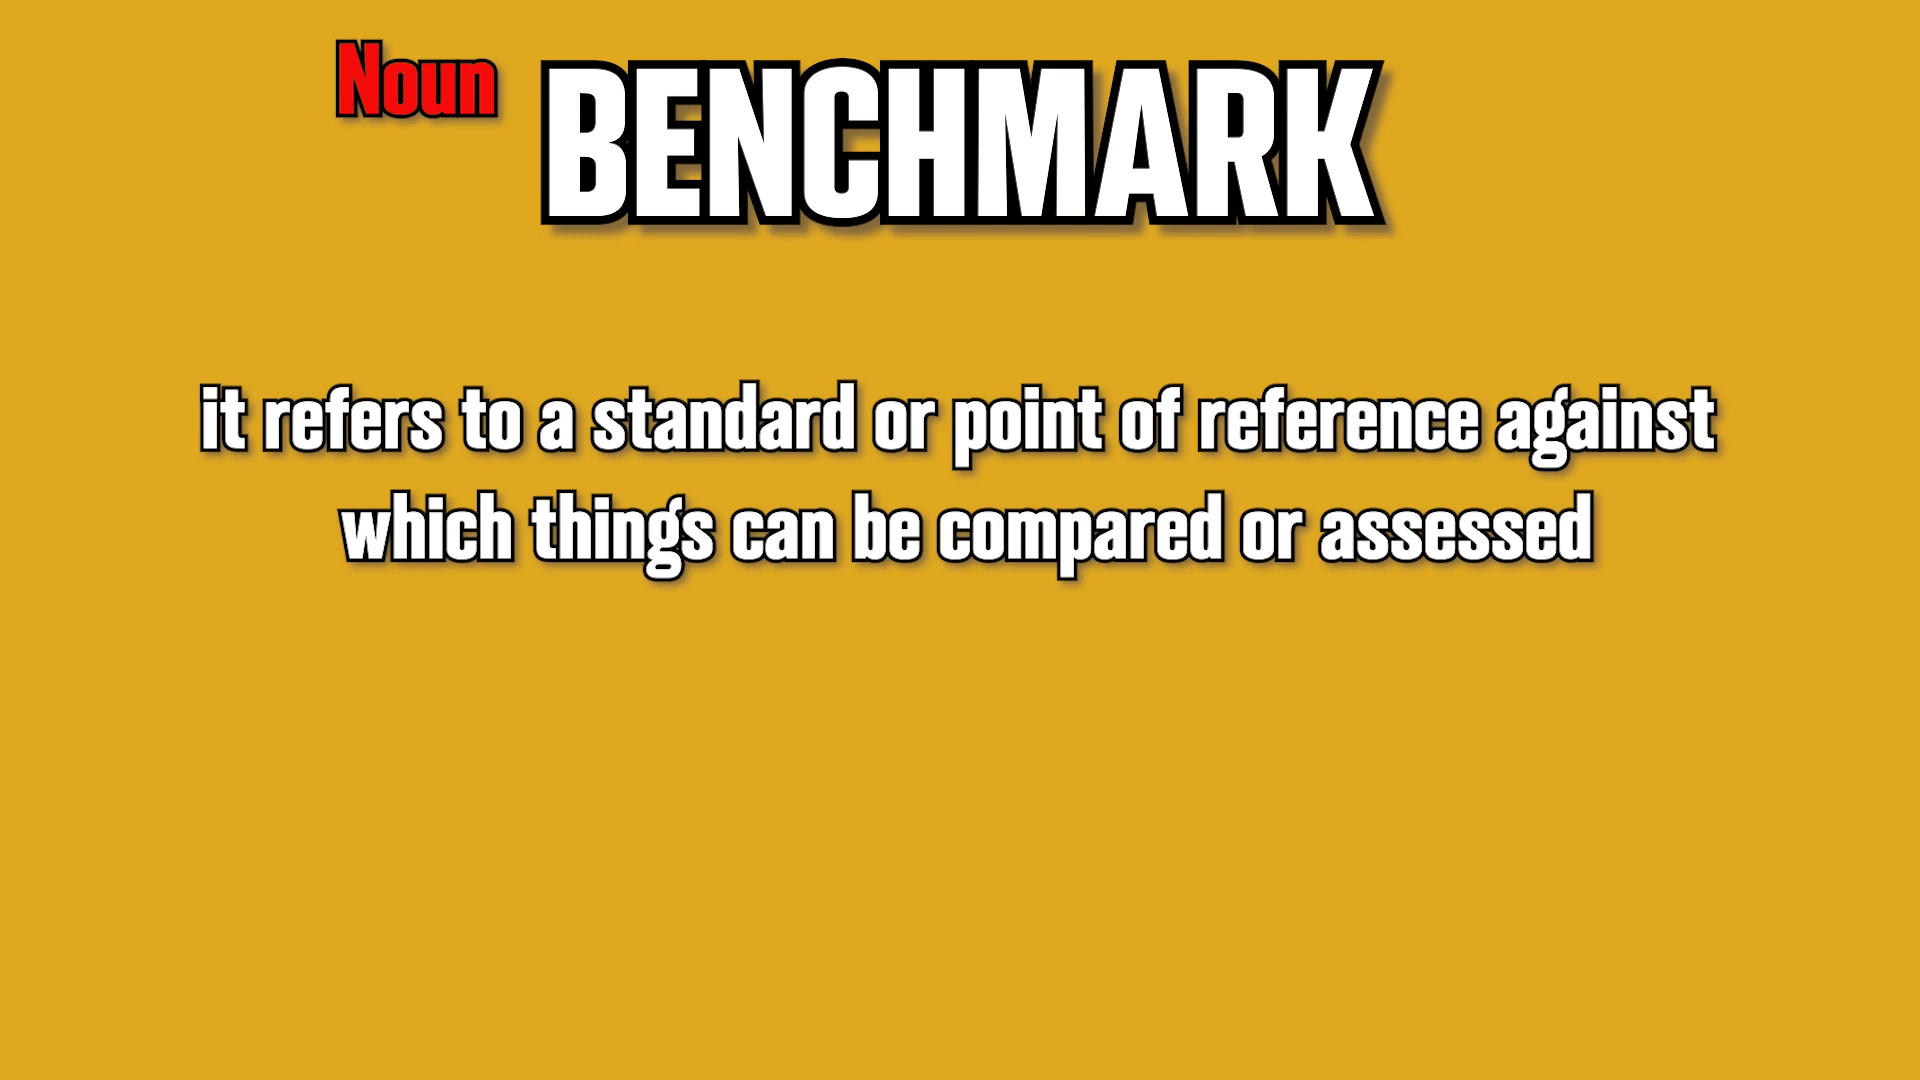 Noun
BENCHMARK
it refers to a standard or point of reference against
which things can be compared or assessed